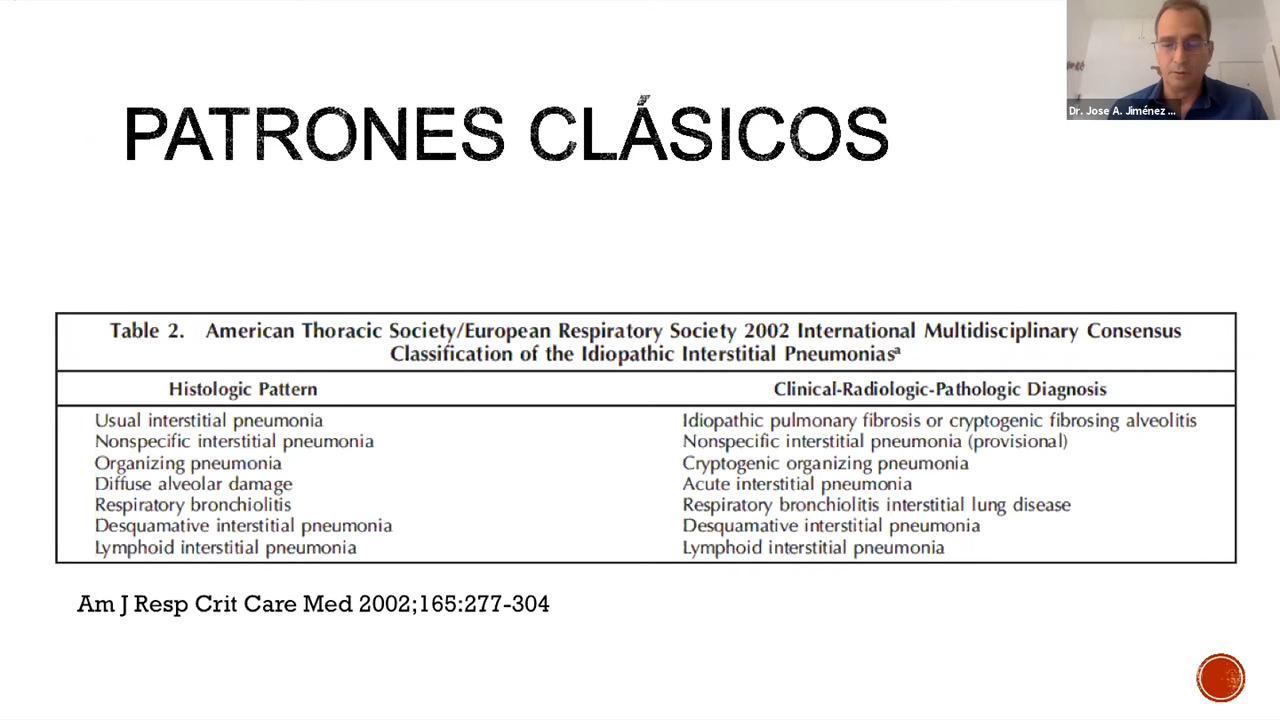 PATRONES CLÁSICOS
Dr. Jose A. Jiménez ...
Table 2. American Thoracic Society/European Respiratory Society 2002 International Multidisciplinary Consensus
Classification of the Idiopathic Interstitial Pneumoniasᵃ
Histologic Pattern Clinical-Radiologic-Pathologic Diagnosis
Usual interstitial pneumonia Idiopathic pulmonary fibrosis or cryptogenic fibrosing alveolitis
Nonspecific interstitial pneumonia Nonspecific interstitial pneumonia (provisional)
Organizing pneumonia Cryptogenic organizing pneumonia
Diffuse alveolar damage Acute interstitial pneumonia
Respiratory bronchiolitis Respiratory bronchiolitis interstitial lung disease
Desquamative interstitial pneumonia Desquamative interstitial pneumonia
Lymphoid interstitial pneumonia Lymphoid interstitial pneumonia
Am J Resp Crit Care Med 2002;165:277-304